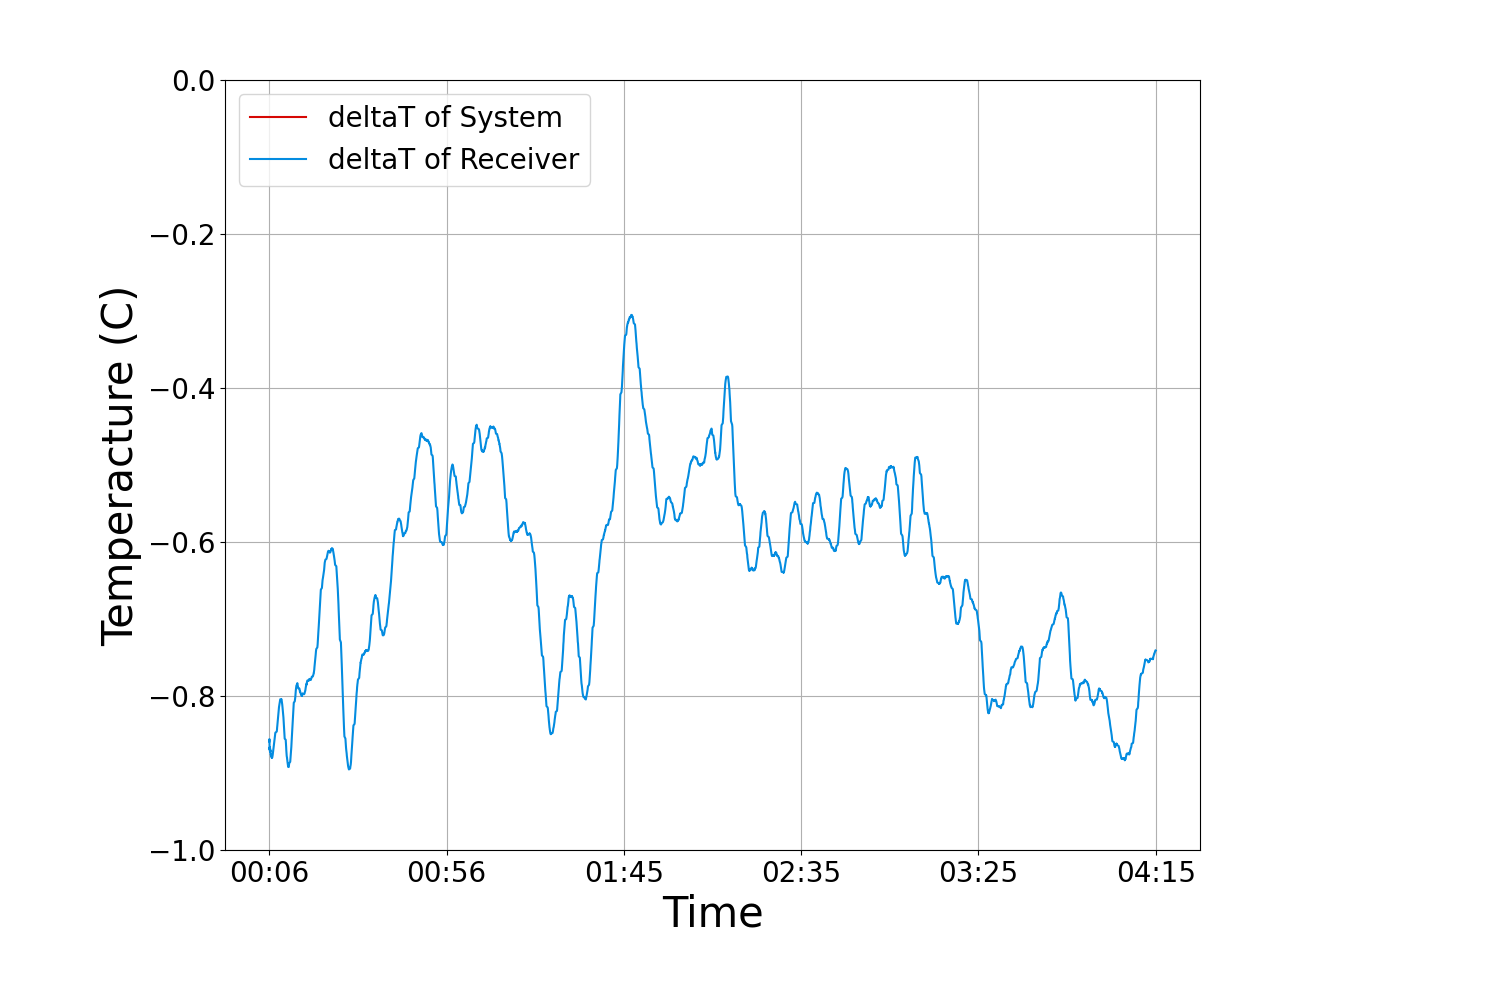 deltaT of System
deltaT of Receiver
0.0
−0.2
−0.4
−0.6
−0.8
−1.0
Temperacture (C)
00:06 00:56 01:45 02:35 03:25 04:15
Time